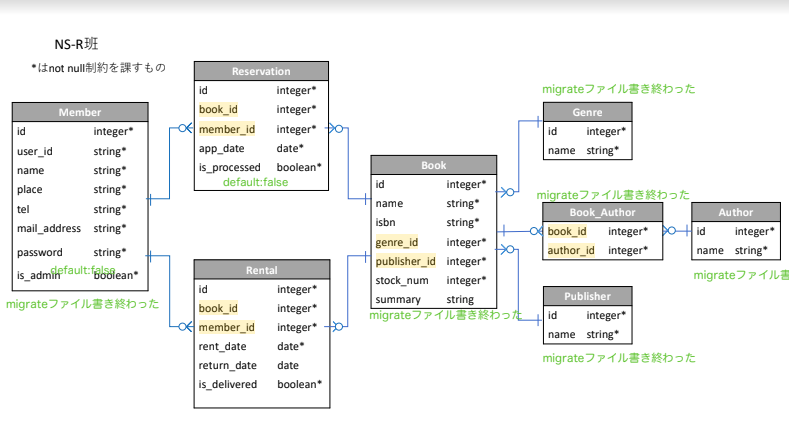 NS-R班
*はnot null制約を課すもの
Member
id integer*
user_id string*
name string*
place string*
tel string*
mail_address string*
password string*
is_admin boolean*
default:false
migrateファイル書き終わった
Reservation
id integer*
book_id integer*
member_id integer*
app_date date*
is_processed boolean*
default:false
Rental
id integer*
book_id integer*
member_id integer*
rent_date date*
return_date date
is_delivered boolean*
Book
id integer*
name string*
isbn string*
genre_id integer*
publisher_id integer*
stock_num integer*
summary string
migrateファイル書き終わった
migrateファイル書き終わった
Genre
id integer*
name string*
migrateファイル書き終わった
Book_Author
book_id integer*
author_id integer*
Author
id integer*
name string*
migrateファイル書
Publisher
id integer*
name string*
migrateファイル書き終わった